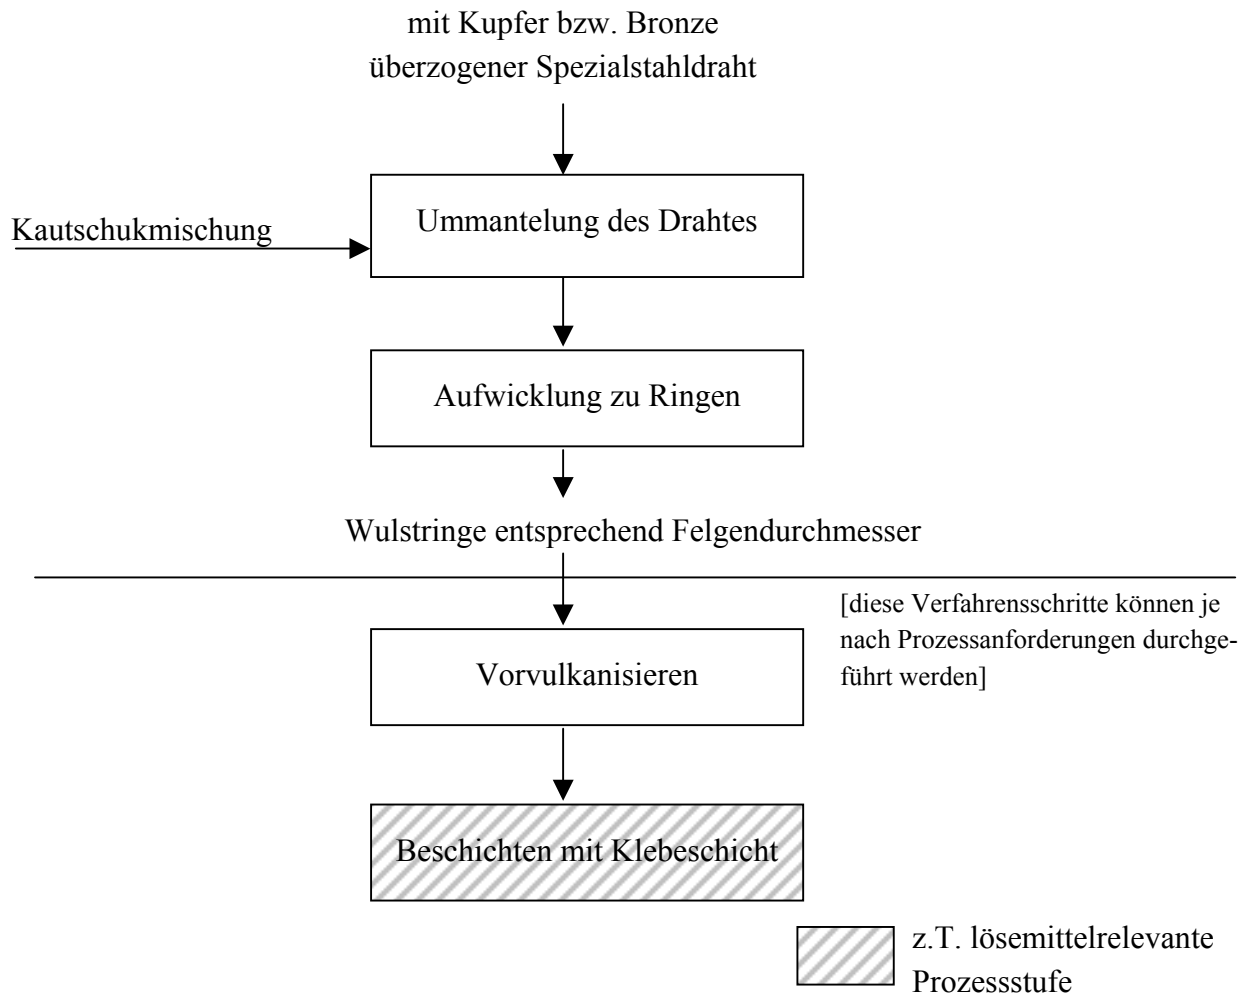 mit Kupfer bzw. Bronze
überzogener Spezialstahldraht
Ummantelung des Drahtes
Kautschukmischung
Aufwicklung zu Ringen
Wulstringe entsprechend Felgendurchmesser
[diese Verfahrensschritte können je
nach Prozessanforderungen durchge-
führt werden]
Vorvulkanisieren
Beschichten mit Klebeschicht
z.T. lösemittelrelevante
Prozessstufe